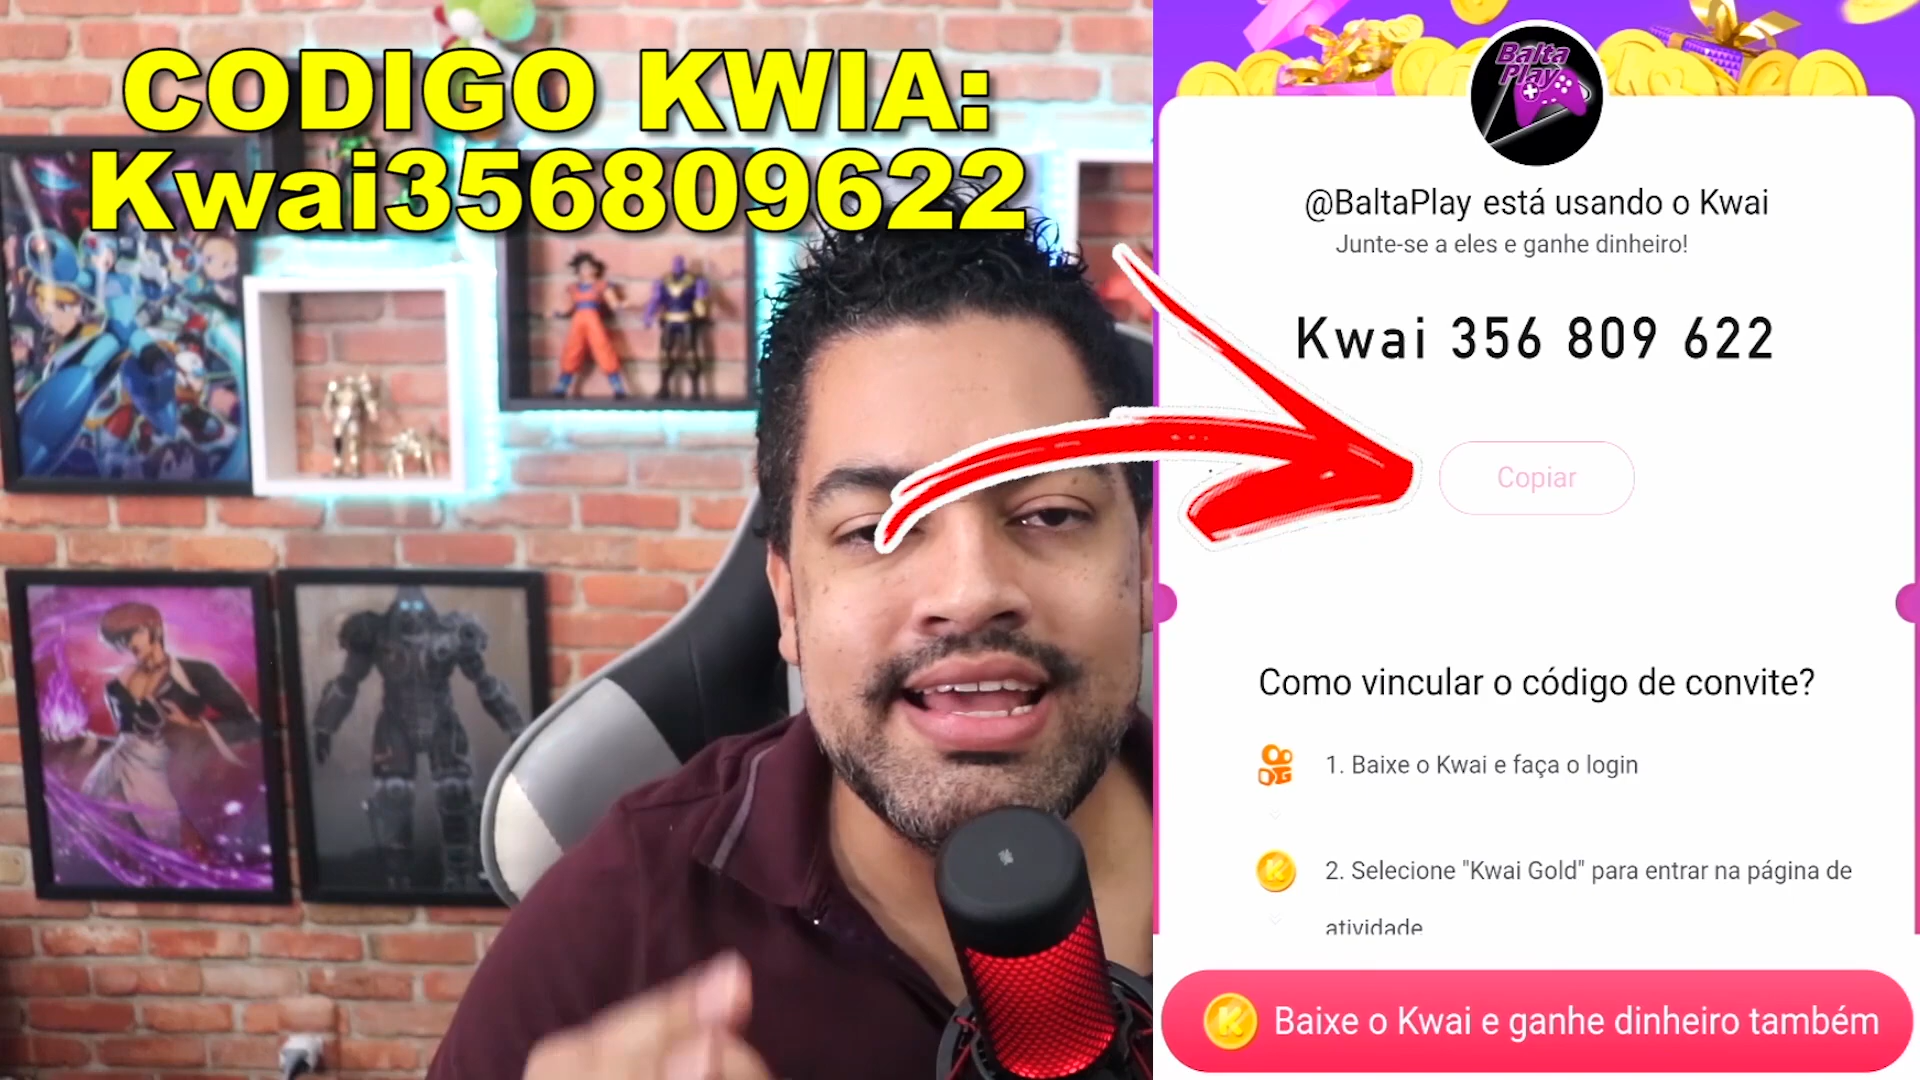 CODIGO KWIA:
Kwai356809622
Balta
Play
@BaltaPlay está usando o Kwai
Junte-se a eles e ganhe dinheiro!
Kwai 356 809 622
Copiar
Como vincular o código de convite?
1. Baixe o Kwai e faça o login
2. Selecione "Kwai Gold" para entrar na página de
atividade
Baixe o Kwai e ganhe dinheiro também